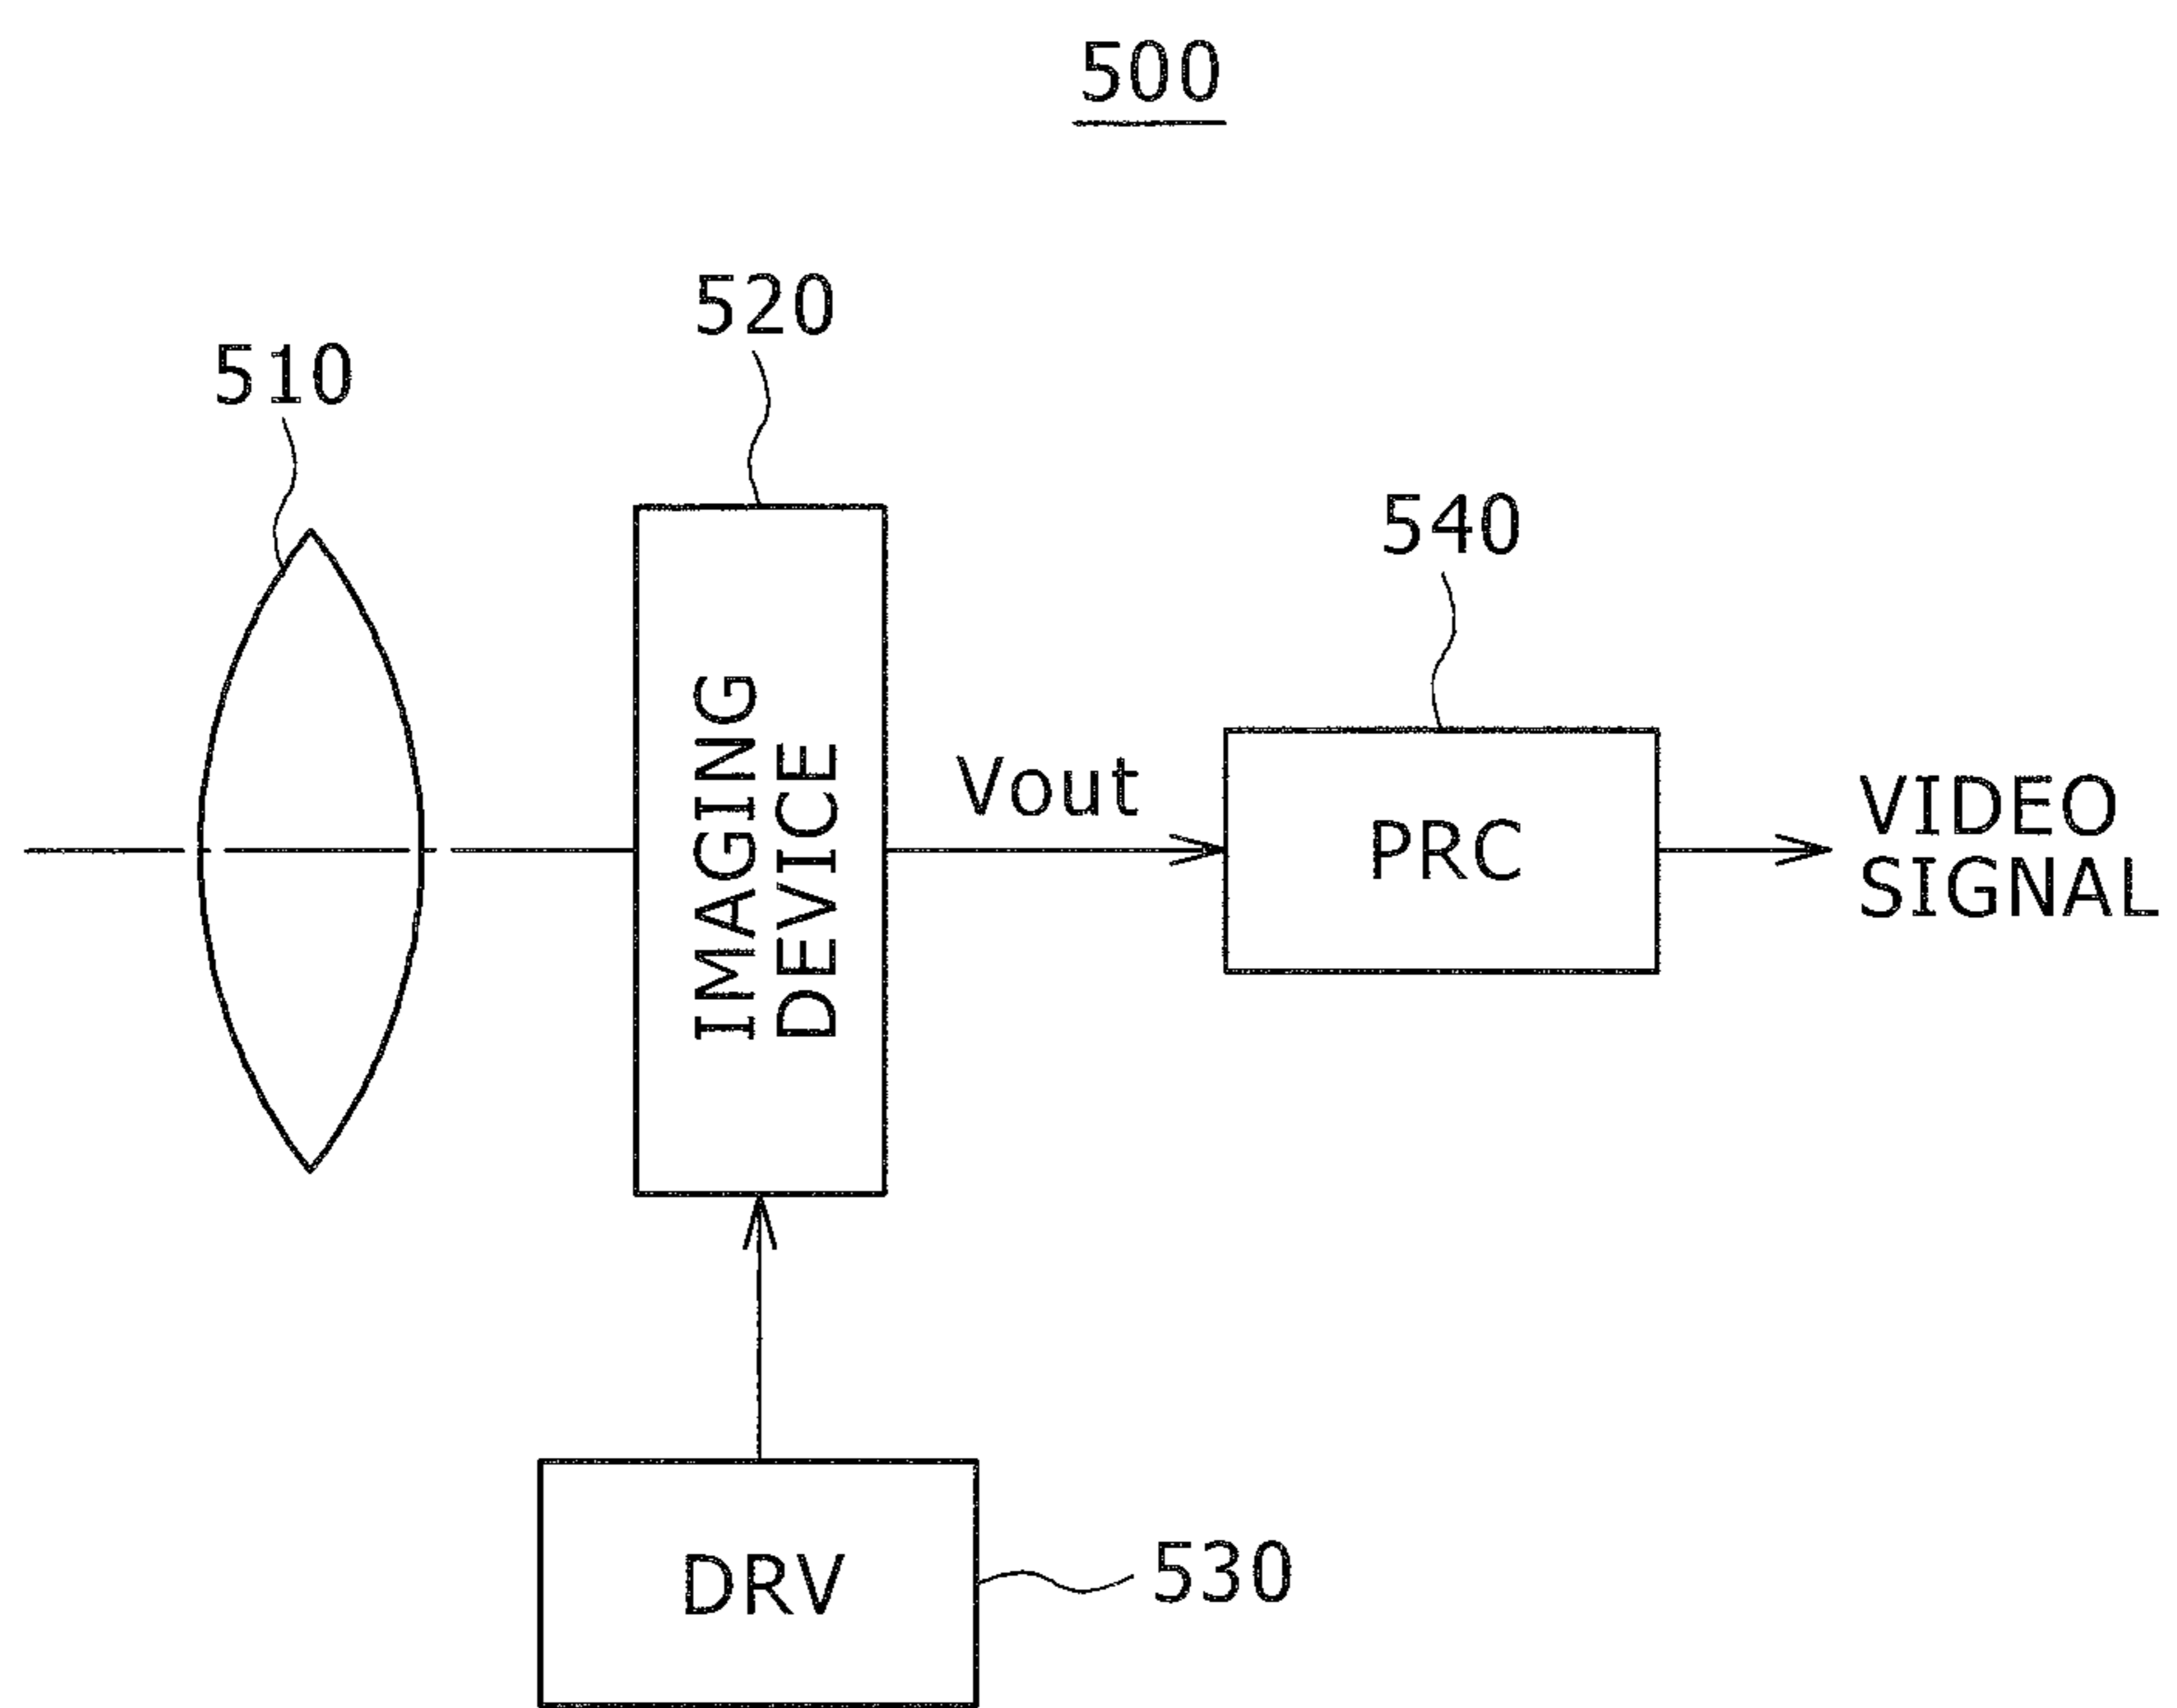 500
520
510
540
IMAGING
DEVICE
Vout
PRC
VIDEO
SIGNAL
DRV
530